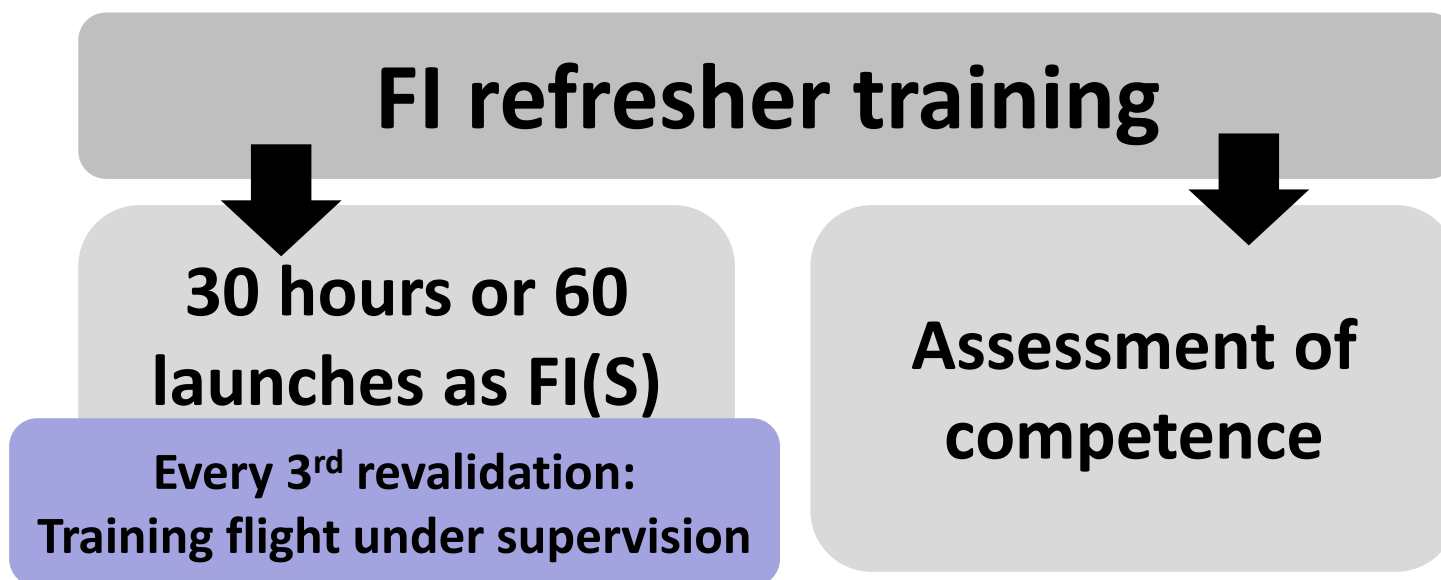 FI refresher training
30 hours or 60
launches as FI(S)
Every 3rd revalidation:
Training flight under supervision
Assessment of
competence